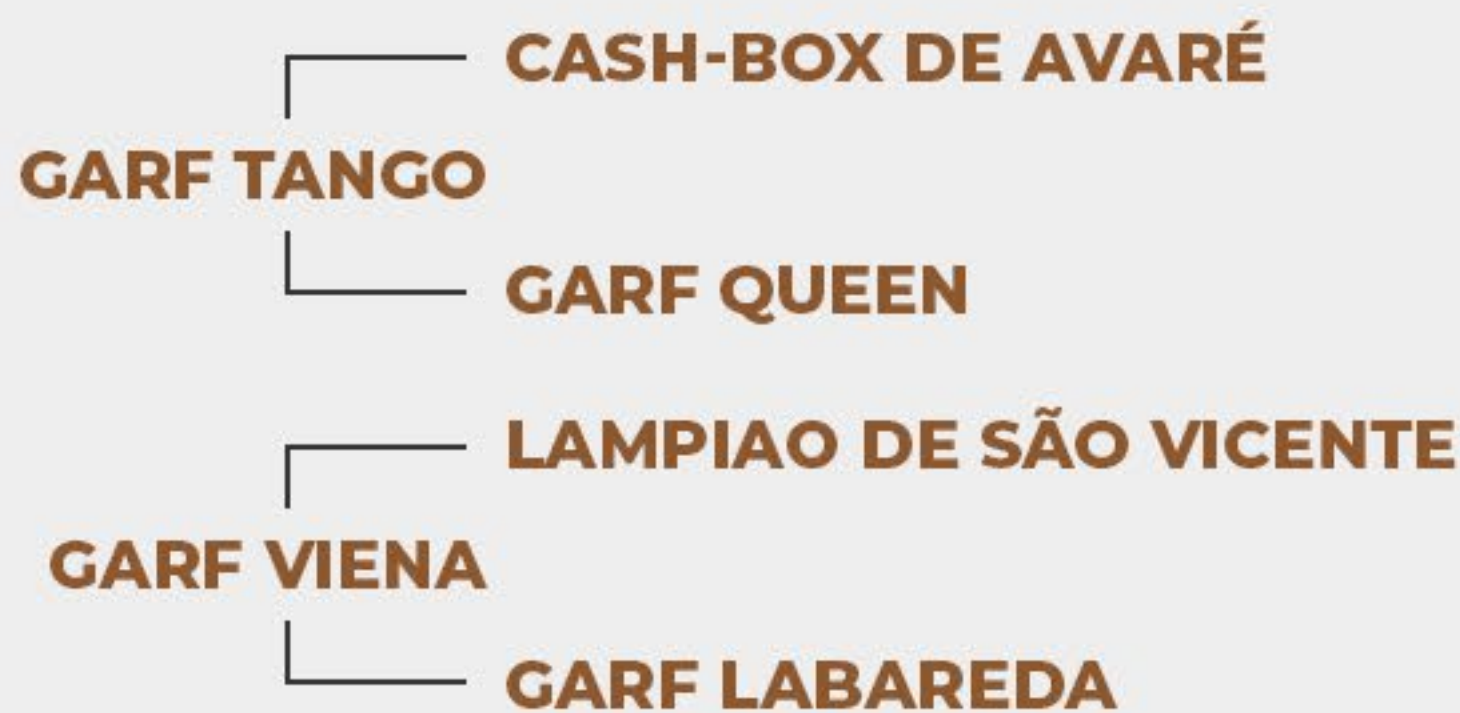 CASH-BOX DE AVARÉ
GARF TANGO
GARF QUEEN
LAMPIAO DE SÃO VICENTE
GARF VIENA
GARF LABAREDA